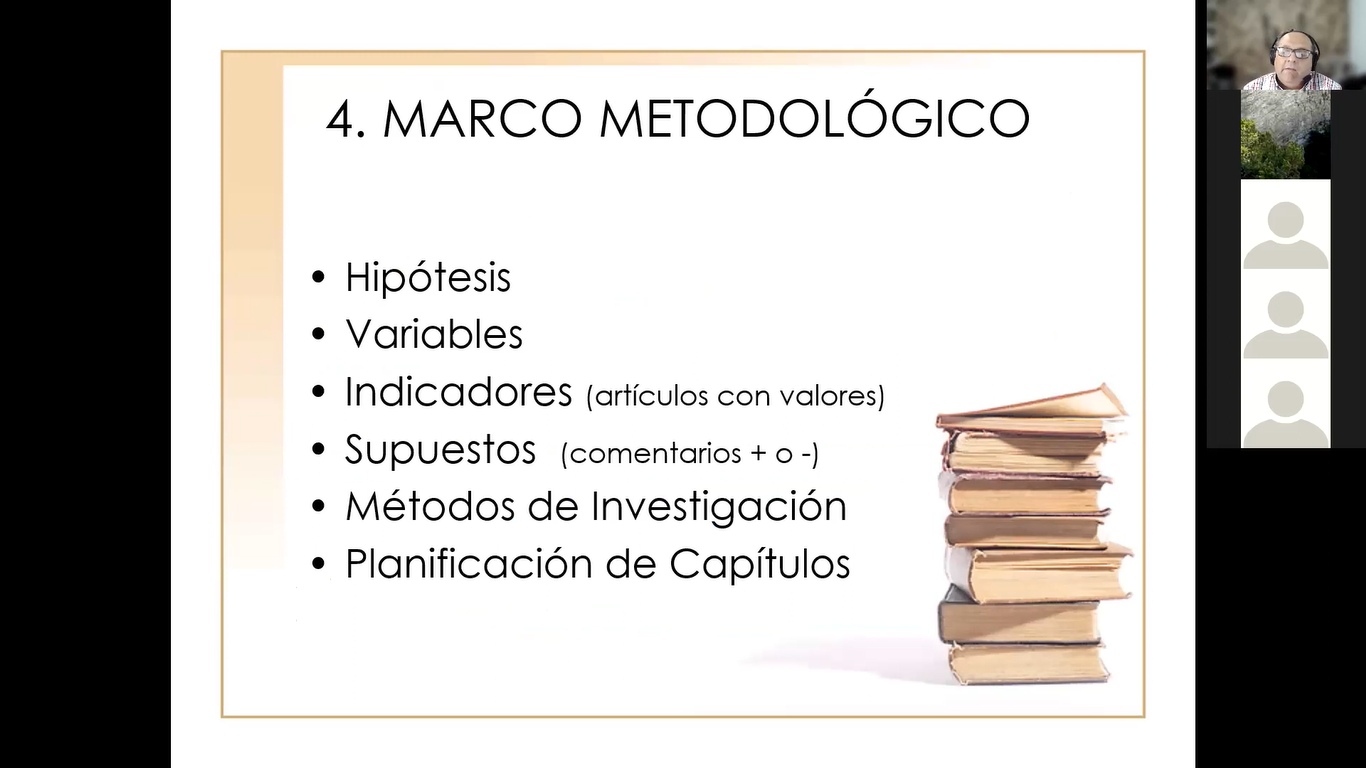 4. MARCO METODOLÓGICO
• Hipótesis
• Variables
• Indicadores (artículos con valores)
• Supuestos (comentarios + o -)
• Métodos de Investigación
• Planificación de Capítulos